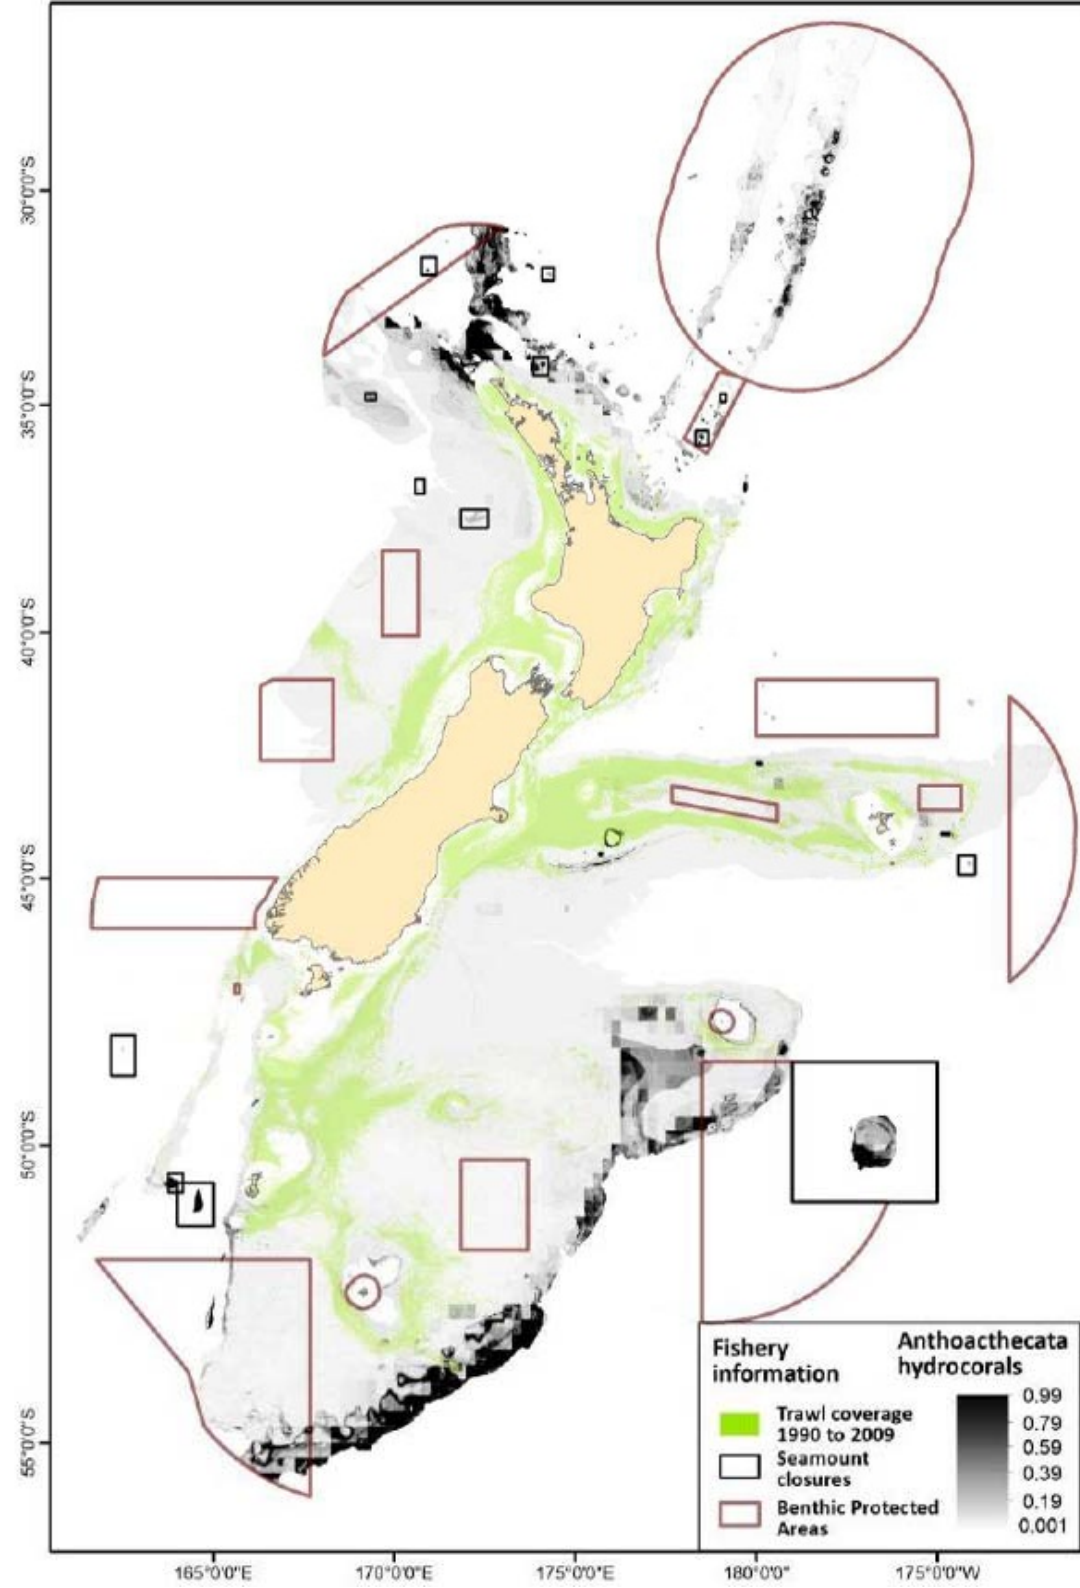 30°0'0"S
35°0'0"S
40°0'0"S
45°0'0"S
50°0'0"S
55°0'0"S
Fishery
information
Trawl coverage
1990 to 2009
Seamount
closures
Benthic Protected
Areas
Anthoacthecata
hydrocorals
0.99
0.79
0.59
0.39
0.19
0.001
165°0'0"E
170°0'0"E
175°0'0"E
180°0'0"
175°0'0"W